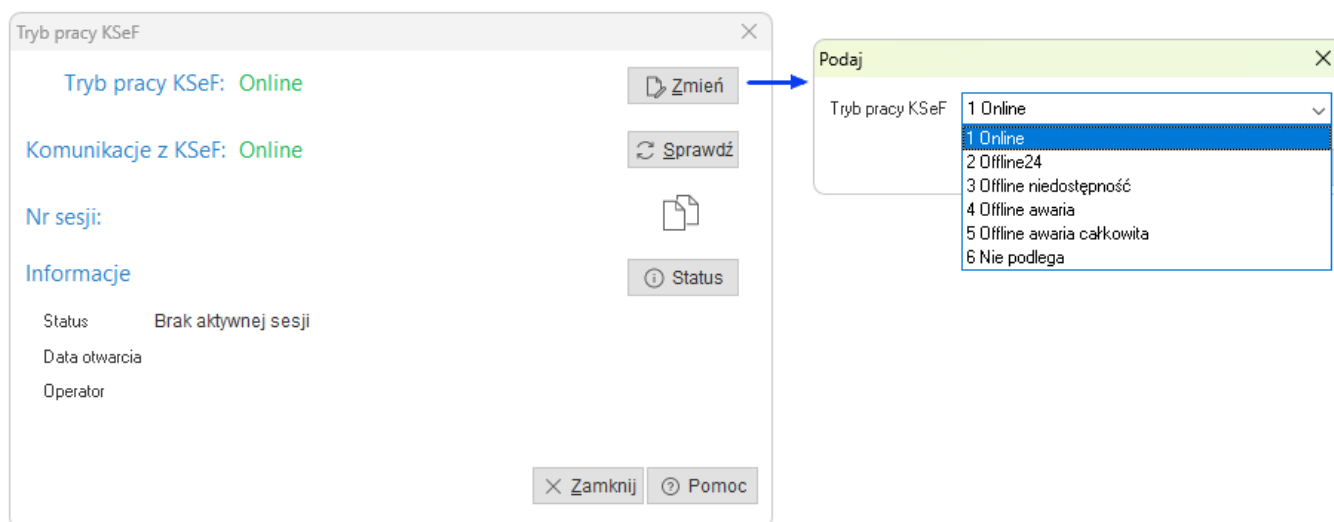 Tryb pracy KSeF
Tryb pracy KSeF: Online
Zmień
Komunikacje z KSeF: Online
Sprawdź
Nr sesji:
Informacje
Status
Status Brak aktywnej sesji
Data otwarcia
Operator
Zamknij
Pomoc
Podaj
Tryb pracy KSeF 1 Online
1 Online
2 Offline24
3 Offline niedostępność
4 Offline awaria
5 Offline awaria całkowita
6 Nie podlega